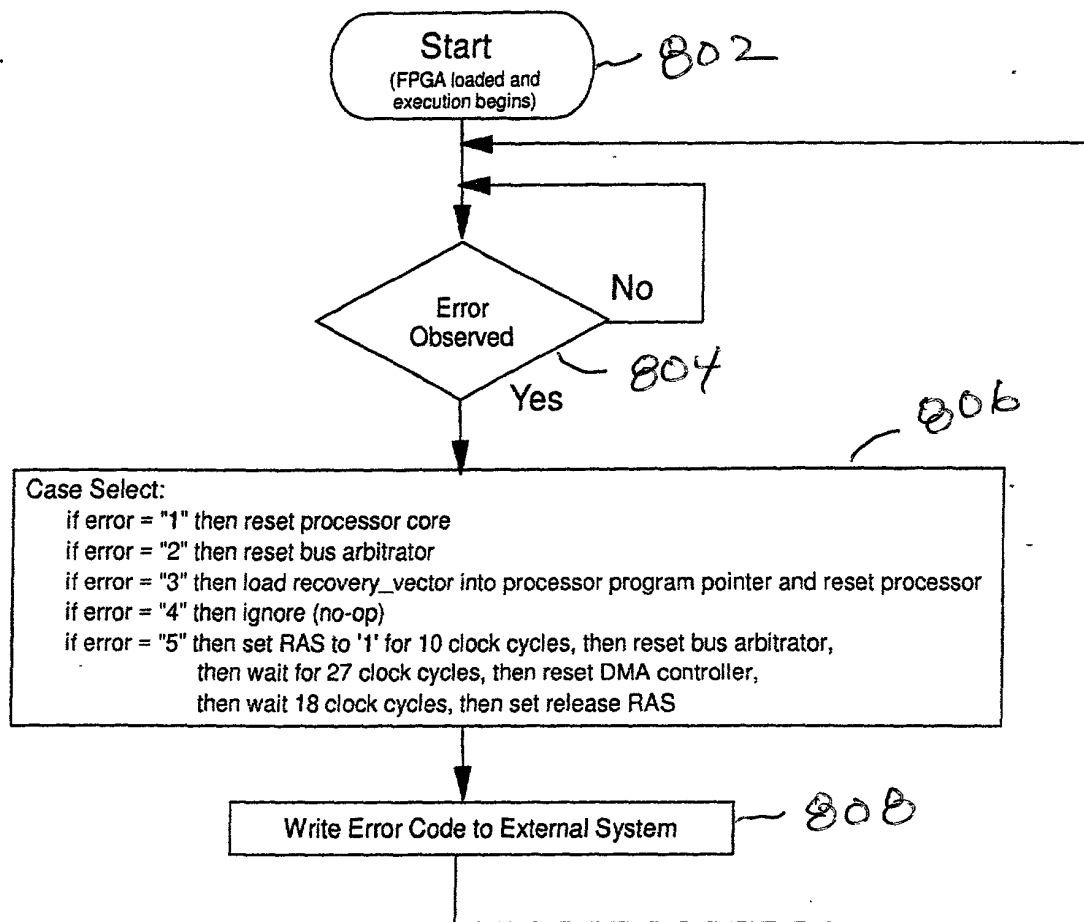 Start
(FPGA loaded and
execution begins)
802
Error
Observed
No
804
Yes
806
Case Select:
if error = "1" then reset processor core
if error = "2" then reset bus arbitrator
if error = "3" then load recovery_vector into processor program pointer and reset processor
if error = "4" then ignore (no-op)
if error = "5" then set RAS to '1' for 10 clock cycles, then reset bus arbitrator,
then wait for 27 clock cycles, then reset DMA controller,
then wait 18 clock cycles, then set release RAS
Write Error Code to External System
808